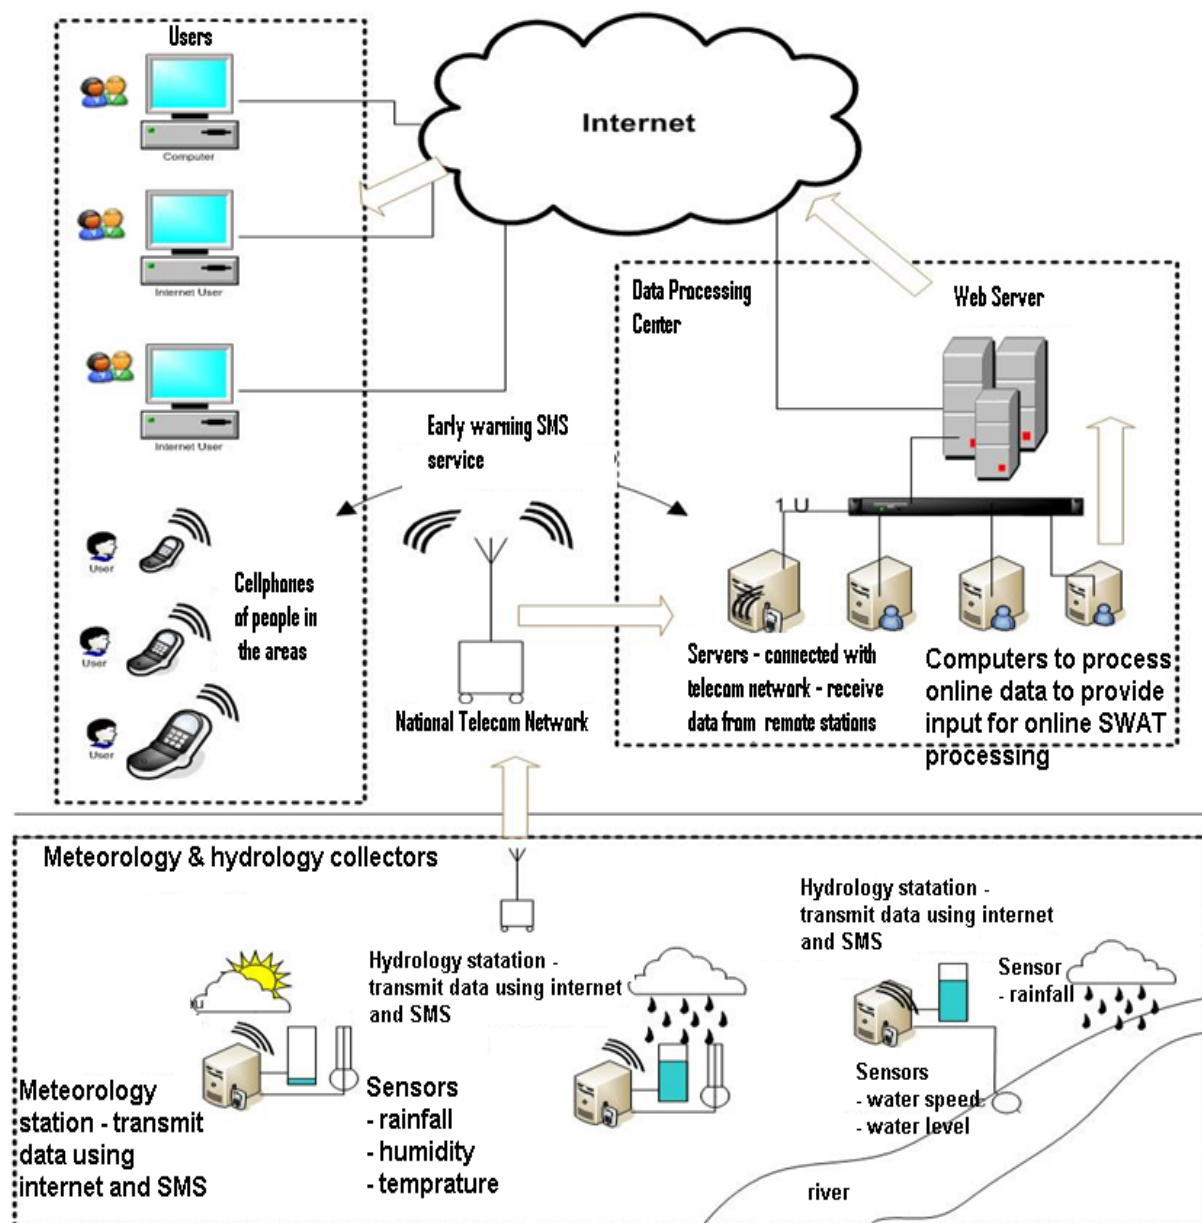 Users
Computer
Internet User
Internet User
Internet
Data Processing
Center
Web Server
Early warning SMS
service
1 U
User
User
User
Cellphones
of people in
the areas
National Telecom Network
Servers - connected with
telecom network - receive
data from remote stations
Computers to process
online data to provide
input for online SWAT
processing
Meteorology & hydrology collectors
Meteorology
station - transmit
data using
internet and SMS
Hydrology statation -
transmit data using internet
and SMS
Sensors
- rainfall
- humidity
- temprature
Hydrology statation -
transmit data using internet
and SMS
Sensor
- rainfall
Sensors
- water speed
- water level
river